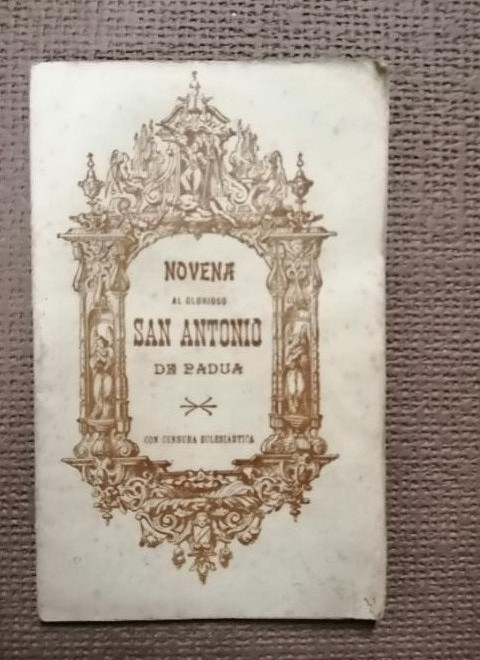 NOVENA
AL GLORIOSO
SAN ANTONIO
DE PADUA
CON CENSURA ECLESIÁSTICA